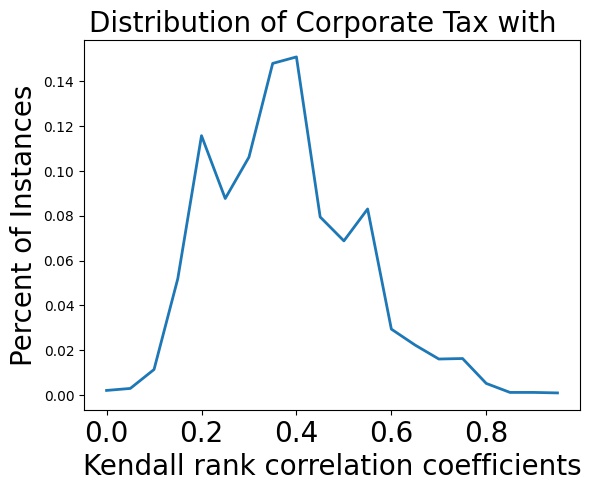 Distribution of Corporate Tax with
Percent of Instances
0.14
0.12
0.10
0.08
0.06
0.04
0.02
0.00
0.0 0.2 0.4 0.6 0.8
Kendall rank correlation coefficients